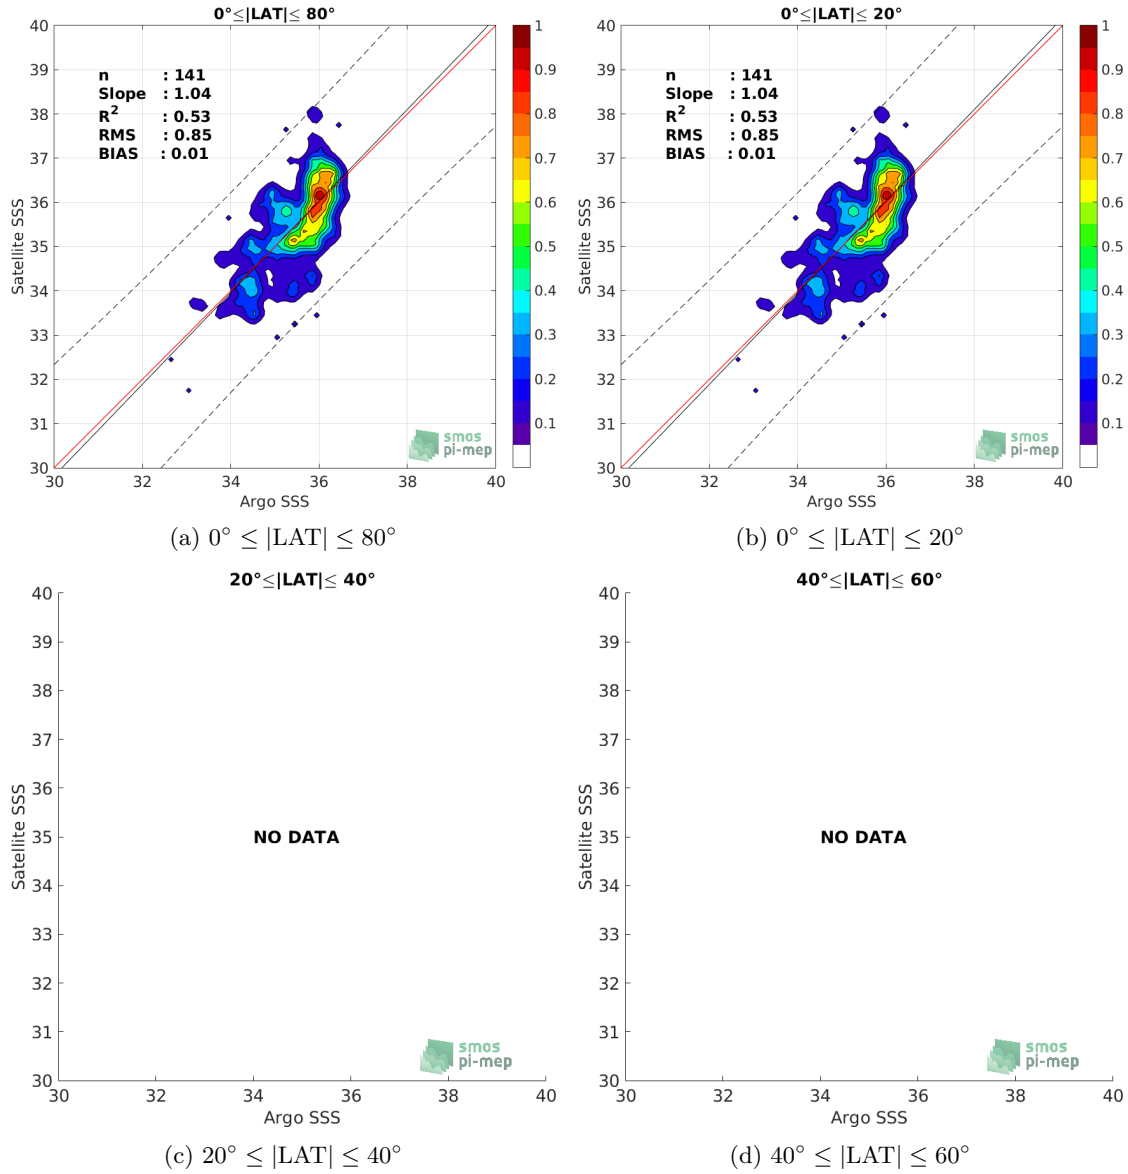 0°≤|LAT|≤ 80°
40
39
38
37
36
35
34
33
32
31
30
Satellite SSS
n : 141
Slope : 1.04
R² : 0.53
RMS : 0.85
BIAS : 0.01
smos
pi-mep
30 32 34 36 38 40
Argo SSS
1
0.9
0.8
0.7
0.6
0.5
0.4
0.3
0.2
0.1
(a) 0° ≤ |LAT| ≤ 80°
0°≤|LAT|≤ 20°
40
39
38
37
36
35
34
33
32
31
30
Satellite SSS
n : 141
Slope : 1.04
R² : 0.53
RMS : 0.85
BIAS : 0.01
smos
pi-mep
30 32 34 36 38 40
Argo SSS
1
0.9
0.8
0.7
0.6
0.5
0.4
0.3
0.2
0.1
(b) 0° ≤ |LAT| ≤ 20°
20°≤|LAT|≤ 40°
40
39
38
37
36
35
34
33
32
31
30
Satellite SSS
NO DATA
smos
pi-mep
30 32 34 36 38 40
Argo SSS
(c) 20° ≤ |LAT| ≤ 40°
40°≤|LAT|≤ 60°
40
39
38
37
36
35
34
33
32
31
30
Satellite SSS
NO DATA
smos
pi-mep
30 32 34 36 38 40
Argo SSS
(d) 40° ≤ |LAT| ≤ 60°